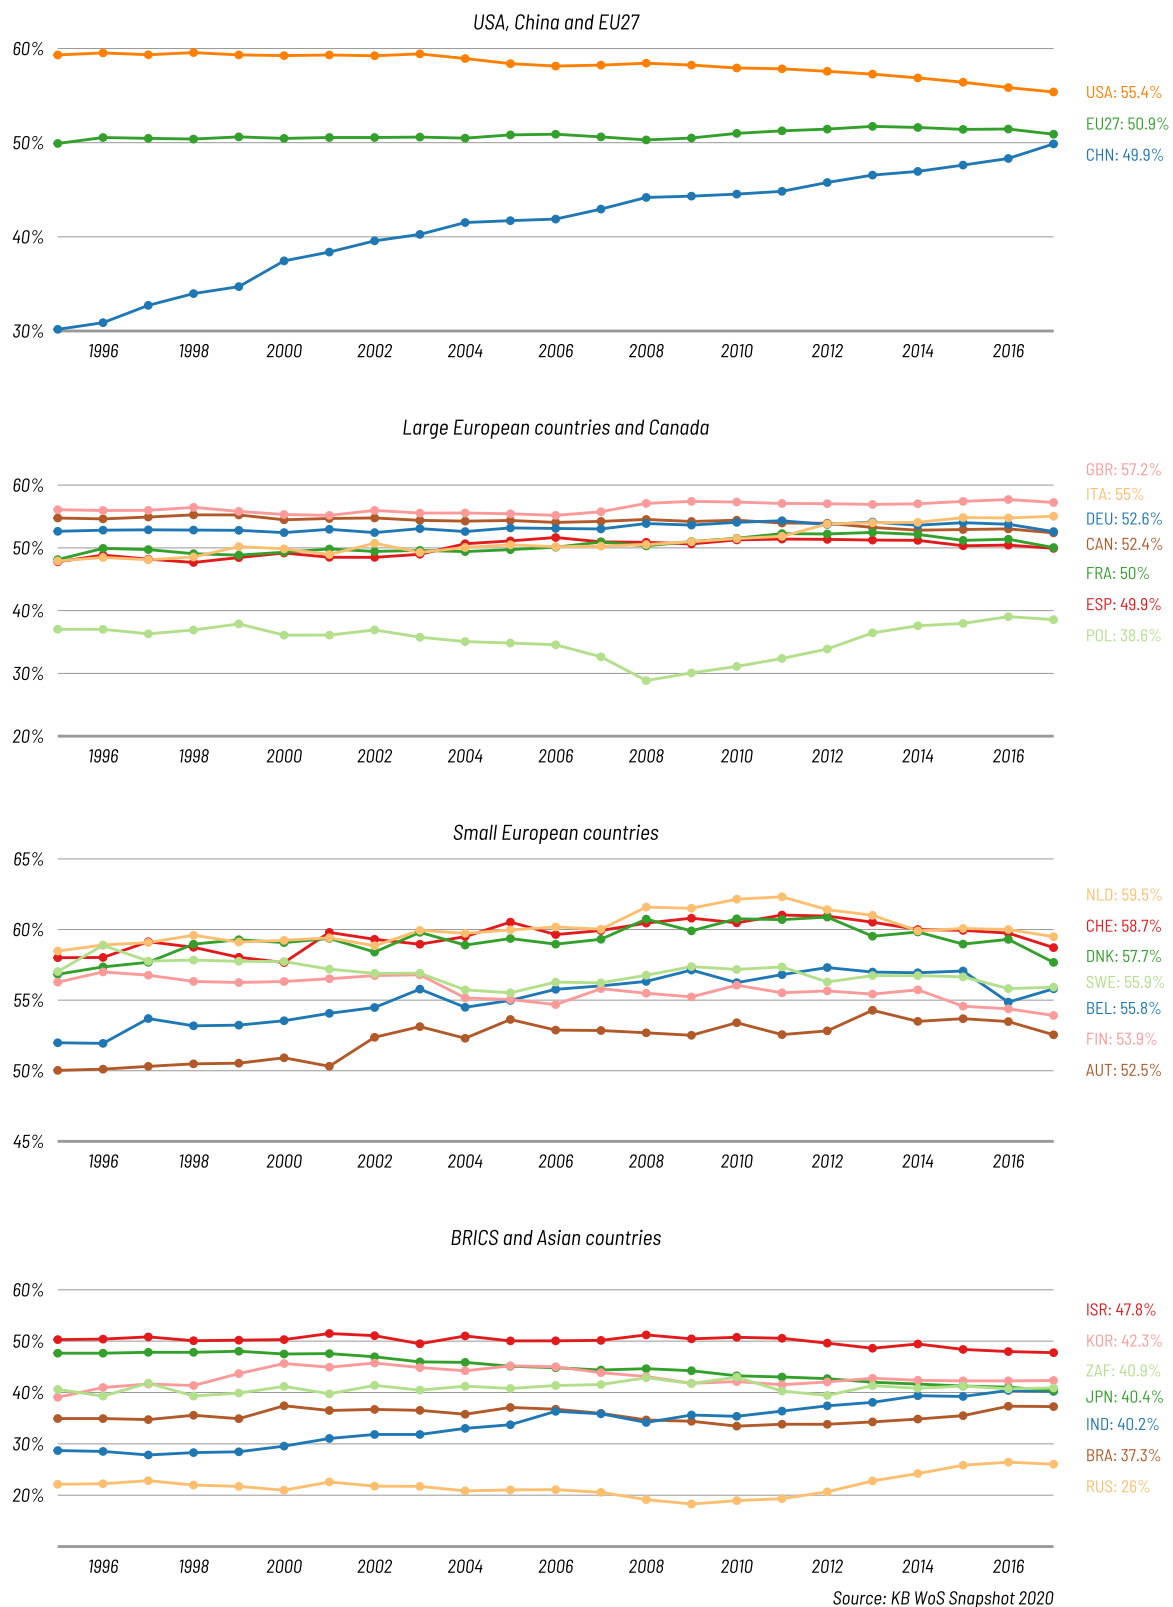 USA, China and EU27
60%
50%
40%
30%
USA: 55.4%
EU27: 50.9%
CHN: 49.9%
1996 1998 2000 2002 2004 2006 2008 2010 2012 2014 2016
Large European countries and Canada
60%
50%
40%
30%
20%
GBR: 57.2%
ITA: 55%
DEU: 52.6%
CAN: 52.4%
FRA: 50%
ESP: 49.9%
POL: 38.6%
1996 1998 2000 2002 2004 2006 2008 2010 2012 2014 2016
Small European countries
65%
60%
55%
50%
45%
NLD: 59.5%
CHE: 58.7%
DNK: 57.7%
SWE: 55.9%
BEL: 55.8%
FIN: 53.9%
AUT: 52.5%
1996 1998 2000 2002 2004 2006 2008 2010 2012 2014 2016
BRICS and Asian countries
60%
50%
40%
30%
20%
ISR: 47.8%
KOR: 42.3%
ZAF: 40.9%
JPN: 40.4%
IND: 40.2%
BRA: 37.3%
RUS: 26%
1996 1998 2000 2002 2004 2006 2008 2010 2012 2014 2016
Source: KB WoS Snapshot 2020